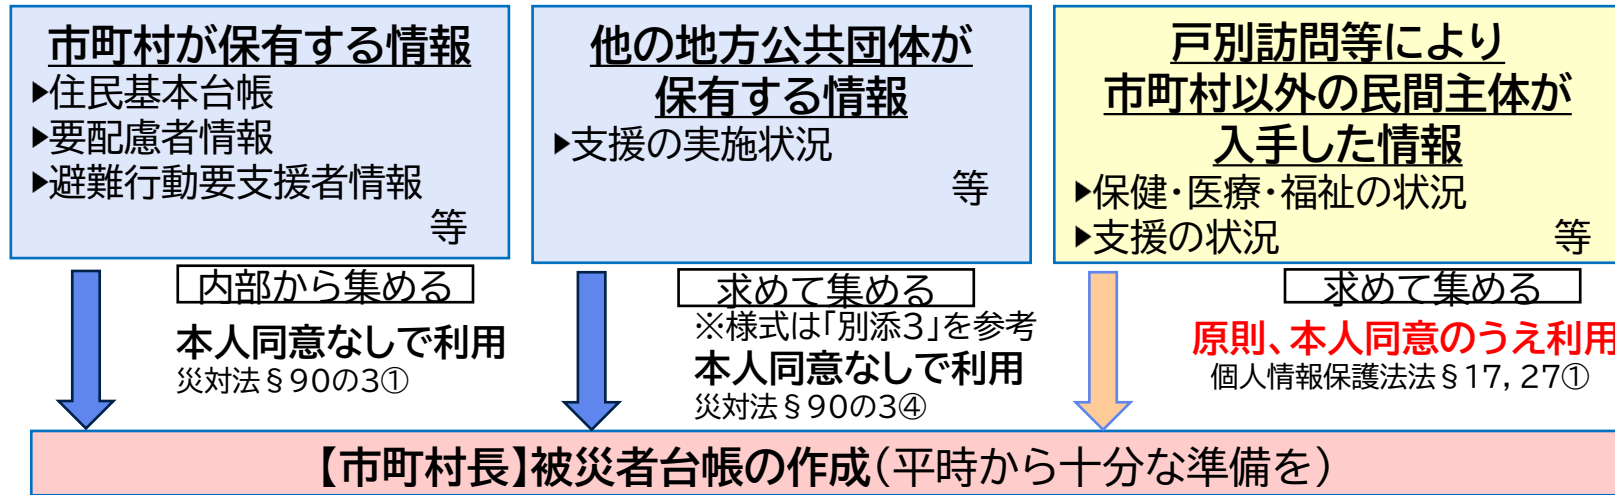 市町村が保有する情報
▶住民基本台帳
▶要配慮者情報
▶避難行動要支援者情報
等
他の地方公共団体が
保有する情報
▶支援の実施状況
等
戸別訪問等により
市町村以外の民間主体が
入手した情報
▶保健・医療・福祉の状況
▶支援の状況 等
内部から集める
本人同意なしで利用
災対法§90の3①
求めて集める
※様式は「別添3」を参考
本人同意なしで利用
災対法§90の3④
求めて集める
原則、本人同意のうえ利用
個人情報保護法法§17, 27①
【市町村長】被災者台帳の作成(平時から十分な準備を)